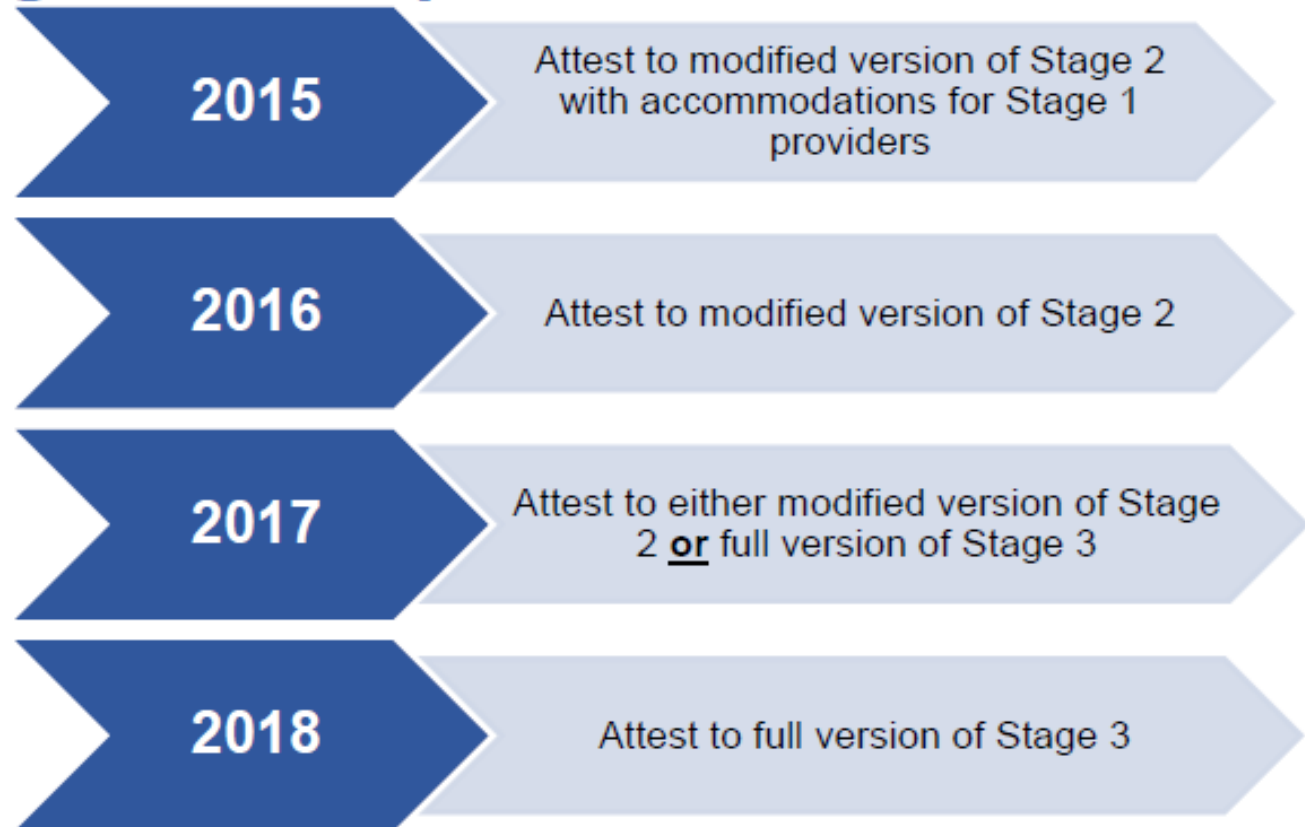 2015
Attest to modified version of Stage 2
with accommodations for Stage 1
providers
2016
Attest to modified version of Stage 2
2017
Attest to either modified version of Stage
2 or full version of Stage 3
2018
Attest to full version of Stage 3